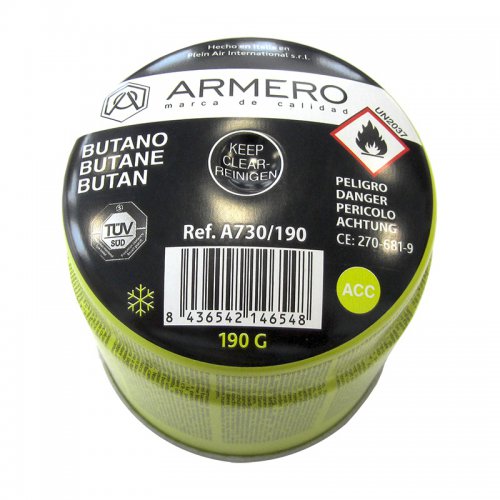 Hecho en Italia en
Plein Air International s.r.l.
ARMERO
marca de calidad
UN2037
BUTANO
BUTANE
BUTAN
KEEP
CLEAR-
REINIGEN
PELIGRO
DANGER
PERICOLO
ACHTUNG
CE: 270-681-9
TÜV
SÜD
Ref. A730/190
ACC
8 436542 146548
190 G